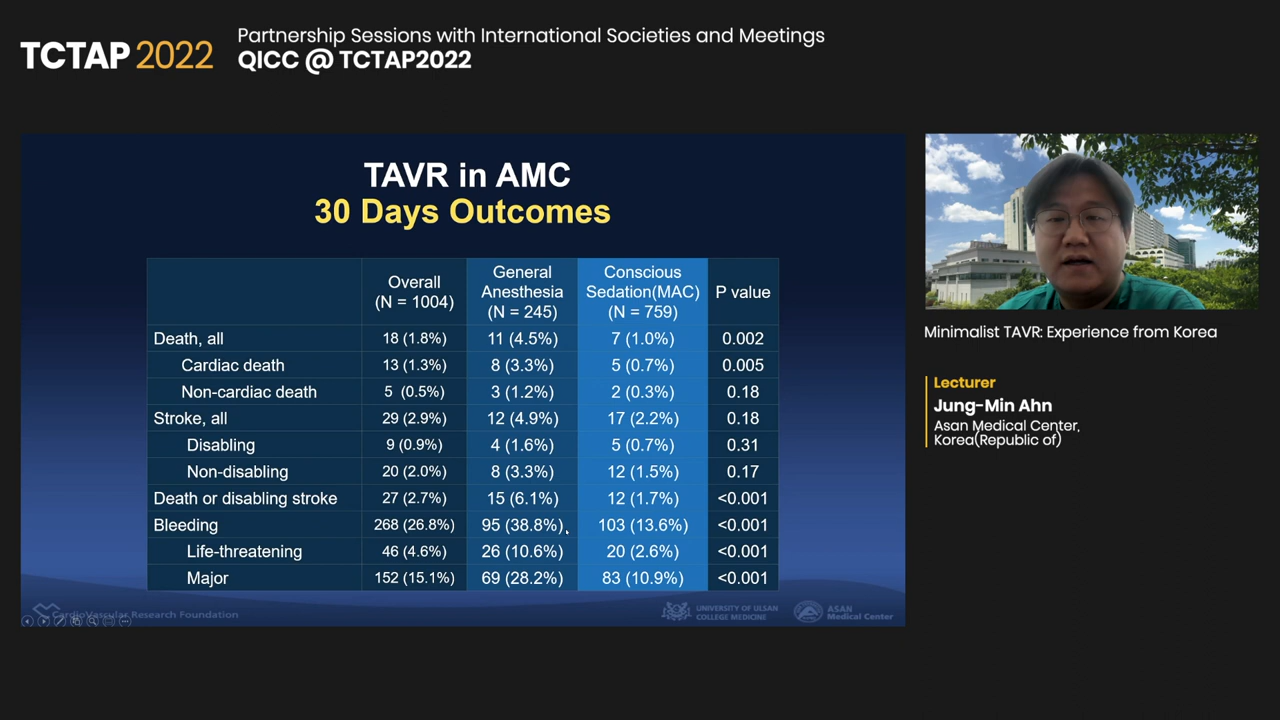 TCTAP 2022
Partnership Sessions with International Societies and Meetings
QICC @ TCTAP2022
TAVR in AMC
30 Days Outcomes
Overall (N = 1004) General Anesthesia (N = 245) Conscious Sedation(MAC) (N = 759) P value
Death, all 18 (1.8%) 11 (4.5%) 7 (1.0%) 0.002
Cardiac death 13 (1.3%) 8 (3.3%) 5 (0.7%) 0.005
Non-cardiac death 5 (0.5%) 3 (1.2%) 2 (0.3%) 0.18
Stroke, all 29 (2.9%) 12 (4.9%) 17 (2.2%) 0.18
Disabling 9 (0.9%) 4 (1.6%) 5 (0.7%) 0.31
Non-disabling 20 (2.0%) 8 (3.3%) 12 (1.5%) 0.17
Death or disabling stroke 27 (2.7%) 15 (6.1%) 12 (1.7%) <0.001
Bleeding 268 (26.8%) 95 (38.8%) 103 (13.6%) <0.001
Life-threatening 46 (4.6%) 26 (10.6%) 20 (2.6%) <0.001
Major 152 (15.1%) 69 (28.2%) 83 (10.9%) <0.001
CardioVascular Research Foundation
UNIVERSITY OF ULSAN
COLLEGE MEDICINE
ASAN
Medical Center
Minimalist TAVR: Experience from Korea
Lecturer
Jung-Min Ahn
Asan Medical Center,
Korea(Republic of)